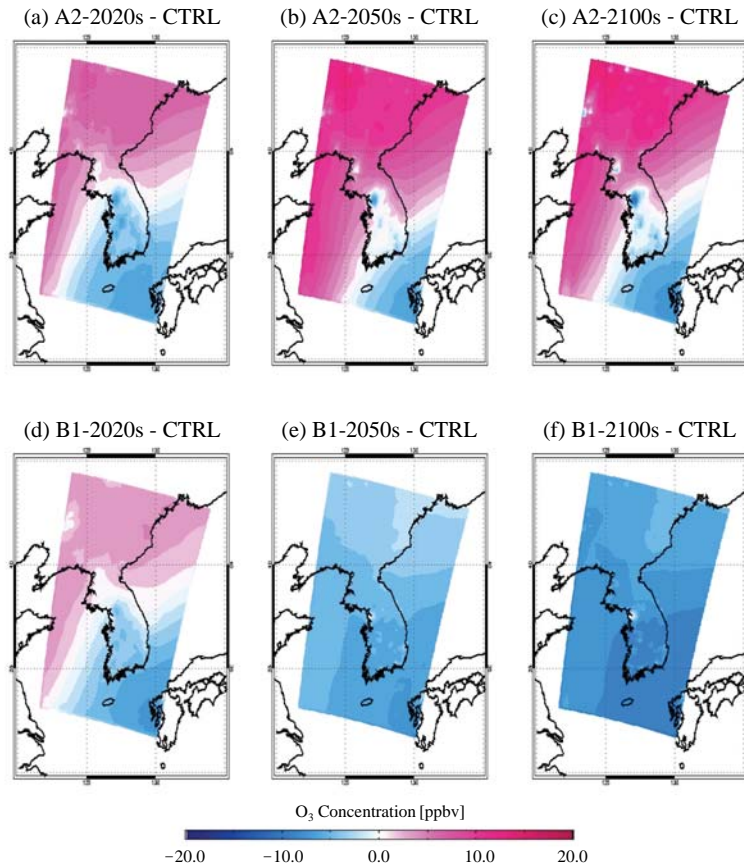 (a) A2-2020s - CTRL
(b) A2-2050s - CTRL
(c) A2-2100s - CTRL
(d) B1-2020s - CTRL
(e) B1-2050s - CTRL
(f) B1-2100s - CTRL
O₃ Concentration [ppbv]
−20.0 −10.0 0.0 10.0 20.0